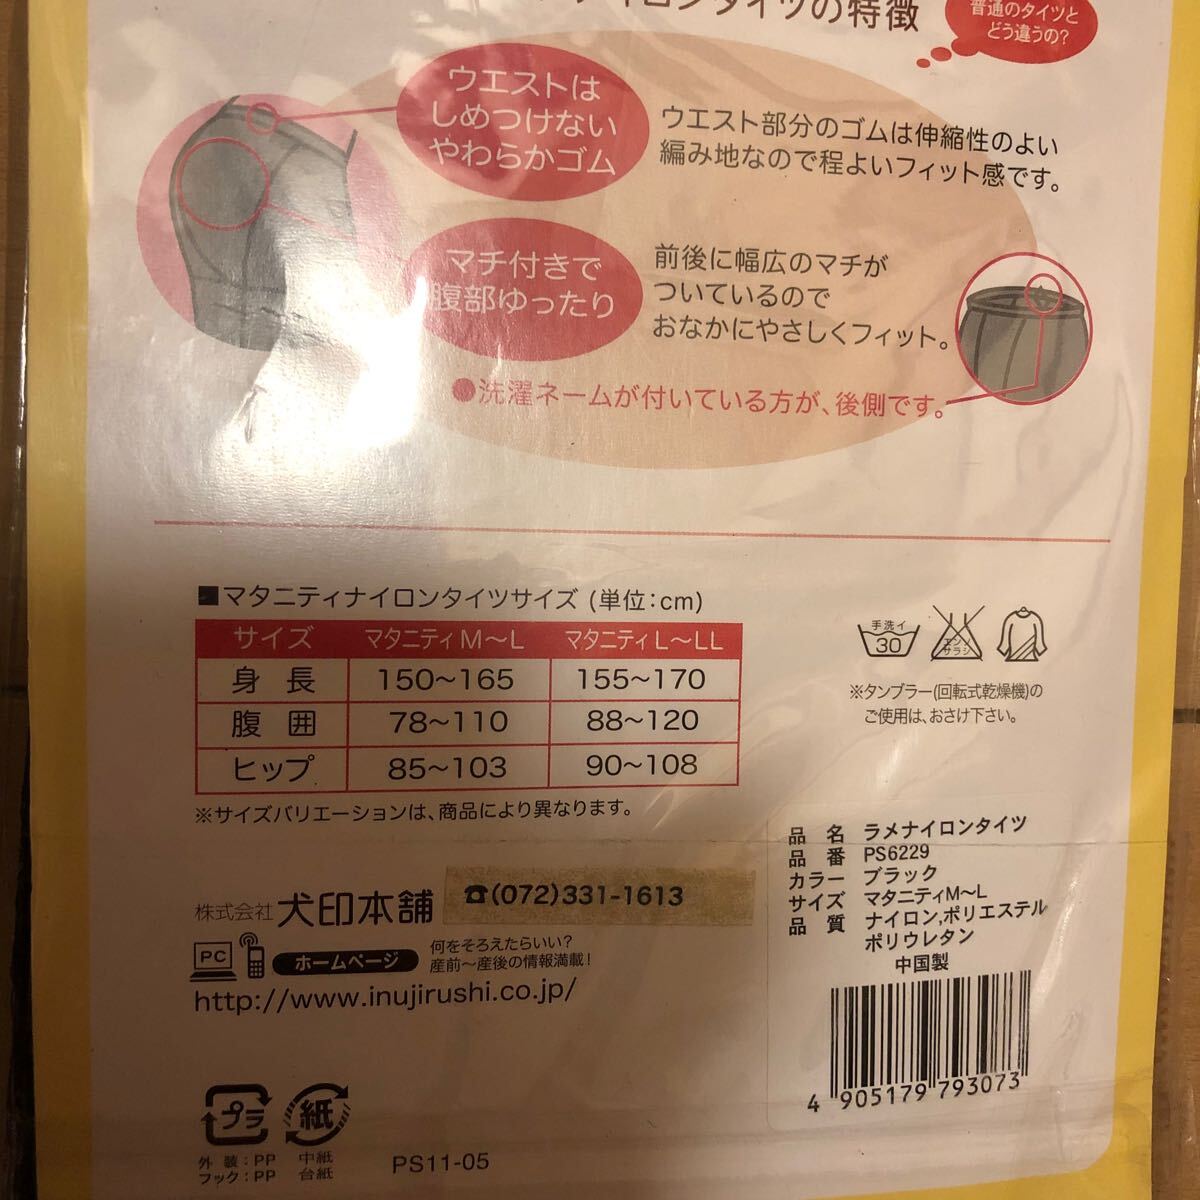 イロンタイツの特徴
普通のタイツと
どう違うの?
ウエストは
しめつけない
やわらかゴム
ウエスト部分のゴムは伸縮性のよい
編み地なので程よいフィット感です。
マチ付きで
腹部ゆったり
前後に幅広のマチが
ついているので
おなかにやさしくフィット。
●洗濯ネームが付いている方が、後側です。
■マタニティナイロンタイツサイズ (単位:cm)
サイズ マタニティM〜L マタニティL〜LL
身長 150〜165 155〜170
腹囲 78〜110 88〜120
ヒップ 85〜103 90〜108
※サイズバリエーションは、商品により異なります。
手洗イ
30
エンソ
サラシ
※タンブラー(回転式乾燥機)の
ご使用は、おさけ下さい。
品名 ラメナイロンタイツ
品番 PS6229
カラー ブラック
サイズ マタニティM〜L
品質 ナイロン,ポリエステル
ポリウレタン
中国製
4 905179 793073
株式会社 犬印本舗 ☎(072)331-1613
PC ホームページ
何をそろえたらいい?
産前〜産後の情報満載!
http://www.inujirushi.co.jp/
プラ 紙
外装:PP 中紙
フック:PP 台紙
PS11-05